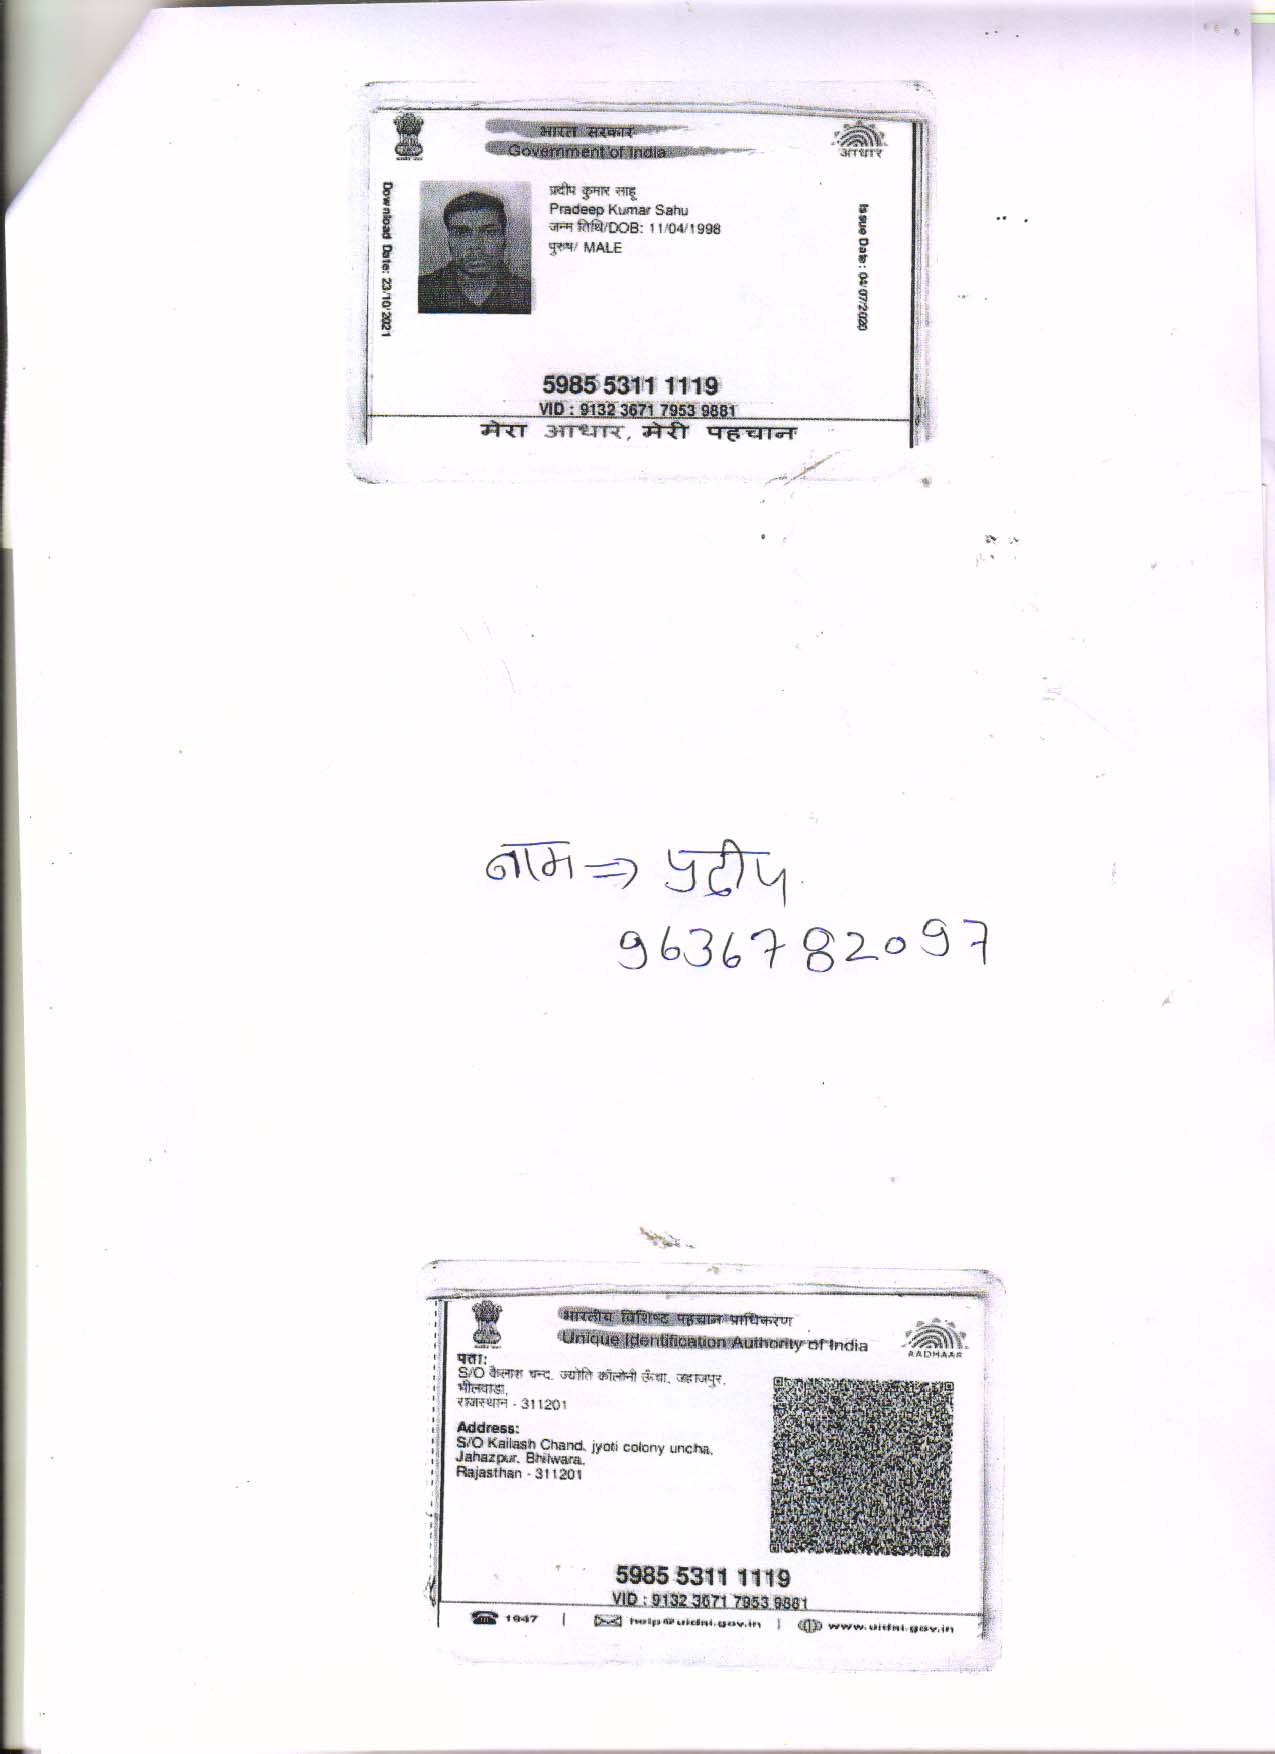 भारत सरकार
Government of India
आधार
Download Date: 23/10/2021
प्रदीप कुमार साहू
Pradeep Kumar Sahu
जन्म तिथि/DOB: 11/04/1998
पुरुष/ MALE
Issue Date: 04/07/2020
5985 5311 1119
VID : 9132 3671 7953 9881
मेरा आधार, मेरी पहचान
नाम ⇒ प्रदीप
9636782097
भारतीय विशिष्ट पहचान प्राधिकरण
Unique Identification Authority of India
AADHAAR
पता:
S/O कैलाश चन्द, ज्योति कॉलोनी ऊँचा, जहाजपुर,
भीलवाडा,
राजस्थान - 311201
Address:
S/O Kailash Chand, jyoti colony uncha,
Jahazpur, Bhilwara,
Rajasthan - 311201
5985 5311 1119
VID : 9132 3671 7953 9881
1947 | help@uidai.gov.in | www.uidai.gov.in